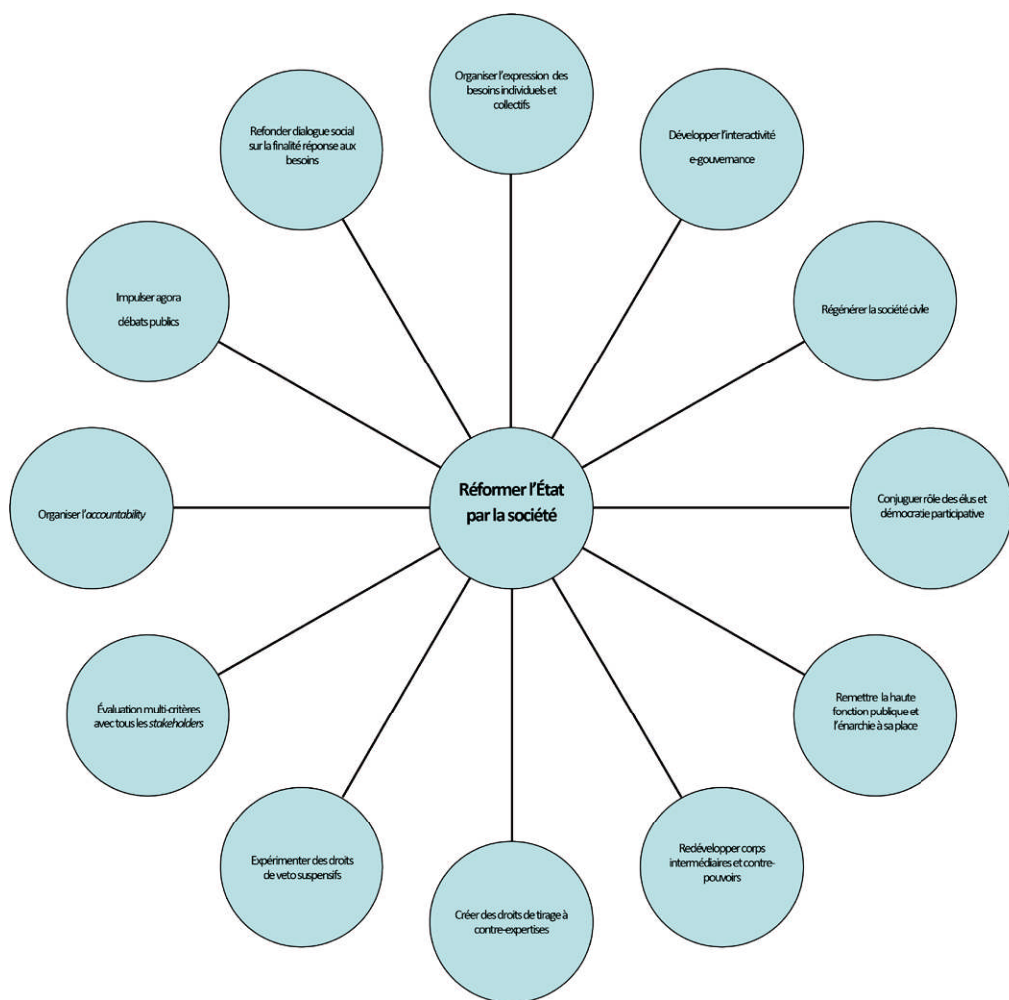 Organiser l'expression des
besoins individuels et
collectifs
Développer l'interactivité
e-gouvernance
Régénérer la société civile
Conjuguer rôle des élus et
démocratie participative
Remettre la haute
fonction publique et
l'énarchie à sa place
Redévelopper corps
intermédiaires et contre-
pouvoirs
Créer des droits de tirage à
contre-expertises
Expérimenter des droits
de veto suspensifs
Évaluation multi-critères
avec tous les stakeholders
Organiser l'accountability
Impulser agora
débats publics
Refonder dialogue social
sur la finalité réponse aux
besoins
Réformer l'État
par la société